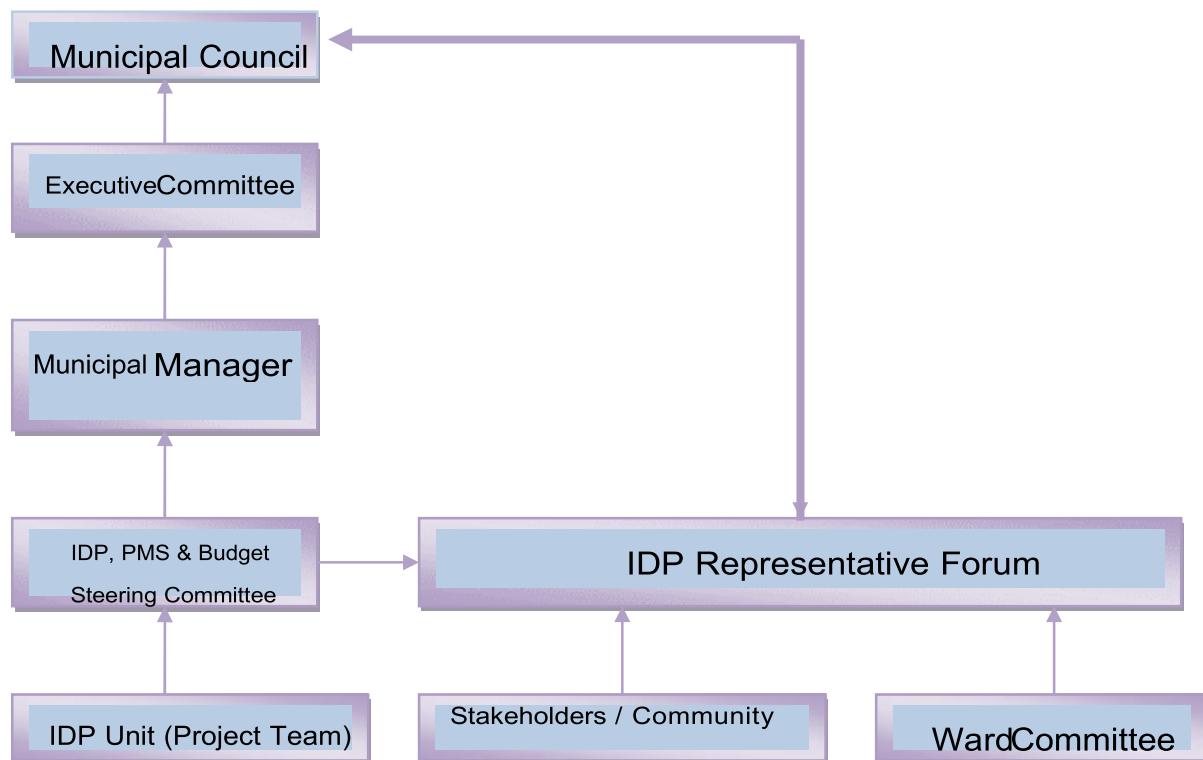 Municipal Council
ExecutiveCommittee
Municipal Manager
IDP, PMS & Budget
Steering Committee
IDP Representative Forum
IDP Unit (Project Team)
Stakeholders / Community
WardCommittee